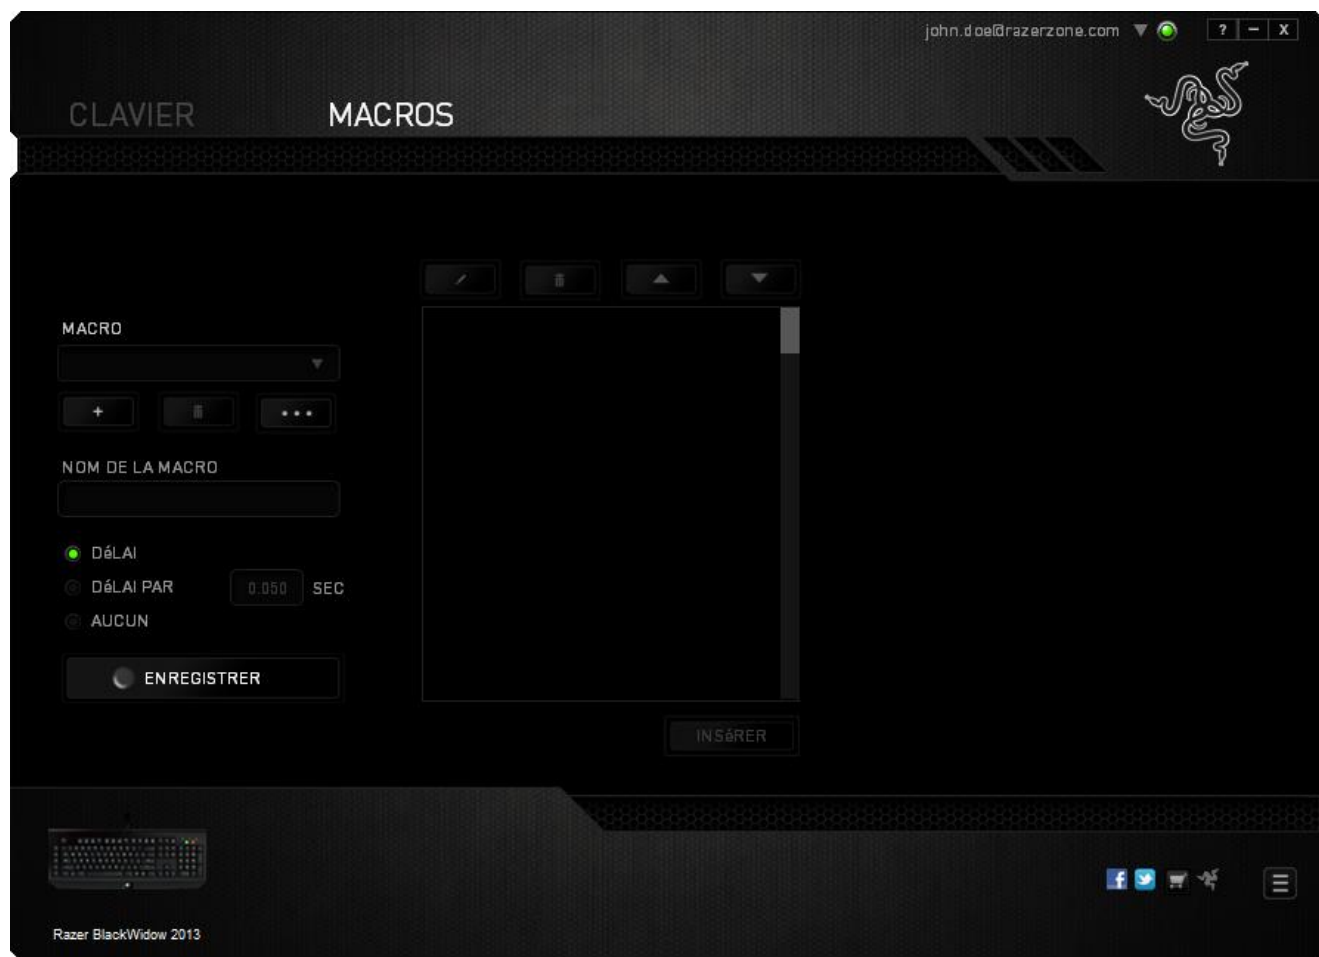 john.doe@razerzone.com ? - X
CLAVIER MACROS
MACRO
+ ...
NOM DE LA MACRO
DéLAI
DéLAI PAR 0.050 SEC
AUCUN
ENREGISTRER
INSéRER
Razer BlackWidow 2013